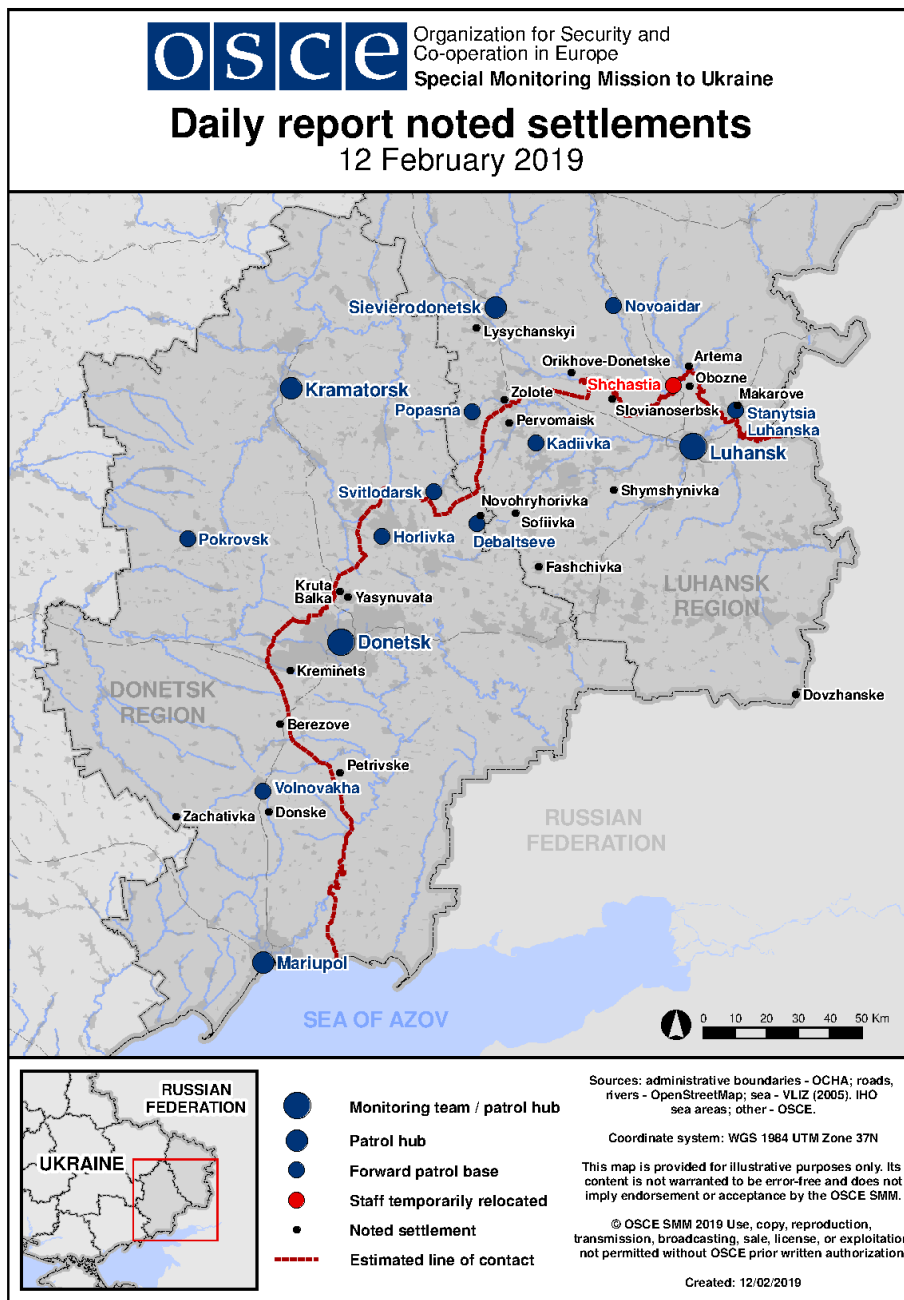 osce
Organization for Security and
Co-operation in Europe
Special Monitoring Mission to Ukraine
Daily report noted settlements
12 February 2019
Sievierodonetsk
Novoaidar
Lysychanskyi
Orikhove-Donetske
Artema
Shchastia
Obozne
Kramatorsk
Zolote
Makarove
Popasna
Slovianoserbsk
Stanytsia
Luhanska
Pervomaisk
Kadiivka
Luhansk
Svitlodarsk
Shymshynivka
Novohryhorivka
Sofiivka
Pokrovsk
Horlivka
Debaltseve
Fashchivka
LUHANSK
REGION
Kruta
Balka
Yasynuvata
Donetsk
Kreminets
DONETSK
REGION
Dovzhanske
Berezove
Petrivske
Volnovakha
Zachativka
Donske
RUSSIAN
FEDERATION
Mariupol
SEA OF AZOV
0 10 20 30 40 50 Km
RUSSIAN
FEDERATION
UKRAINE
Monitoring team / patrol hub
Patrol hub
Forward patrol base
Staff temporarily relocated
Noted settlement
Estimated line of contact
Sources: administrative boundaries - OCHA; roads,
rivers - OpenStreetMap; sea - VLIZ (2005). IHO
sea areas; other - OSCE.
Coordinate system: WGS 1984 UTM Zone 37N
This map is provided for illustrative purposes only. Its
content is not warranted to be error-free and does not
imply endorsement or acceptance by the OSCE SMM.
© OSCE SMM 2019 Use, copy, reproduction,
transmission, broadcasting, sale, license, or exploitation
not permitted without OSCE prior written authorization
Created: 12/02/2019